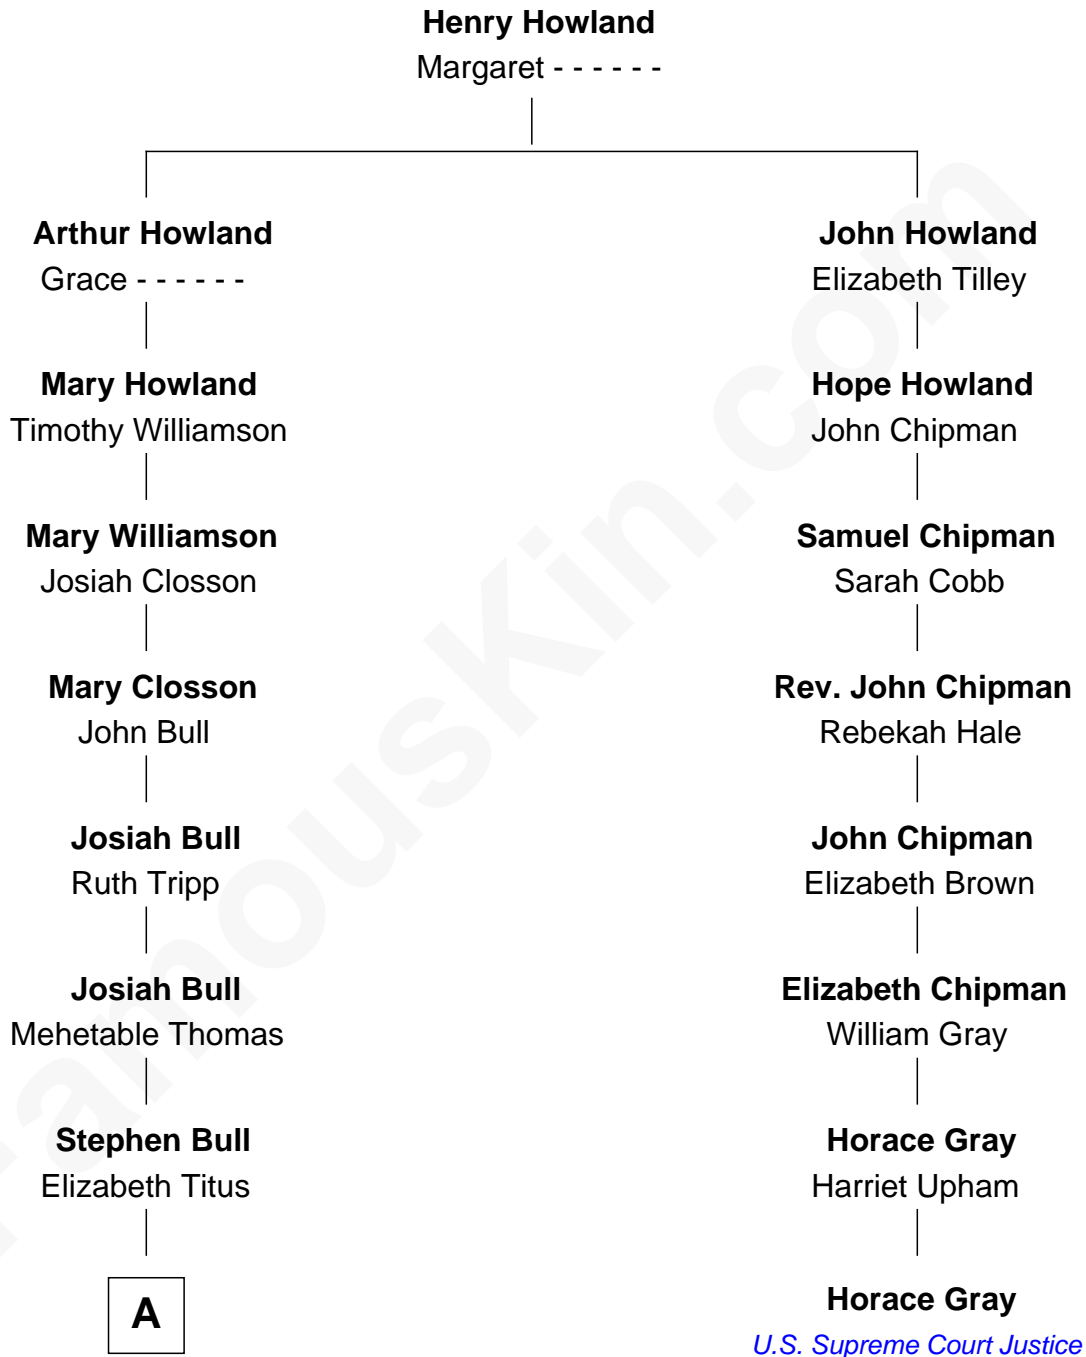 Henry Howland
Margaret - - - - - -
Arthur Howland
Grace - - - - - -
John Howland
Elizabeth Tilley
Mary Howland
Timothy Williamson
Hope Howland
John Chipman
Mary Williamson
Josiah Closson
Samuel Chipman
Sarah Cobb
Mary Closson
John Bull
Rev. John Chipman
Rebekah Hale
Josiah Bull
Ruth Tripp
John Chipman
Elizabeth Brown
Josiah Bull
Mehetable Thomas
Elizabeth Chipman
William Gray
Stephen Bull
Elizabeth Titus
Horace Gray
Harriet Upham
A
Horace Gray
U.S. Supreme Court Justice
FamousKin.com